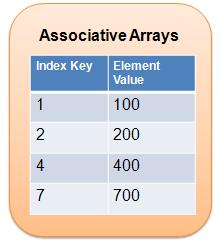 Associative Arrays
Index Key Element
Value
1 100
2 200
4 400
7 700